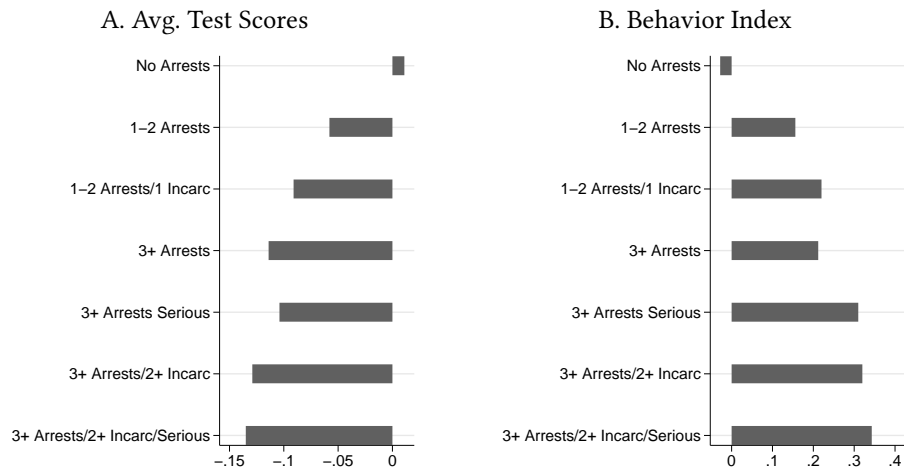 A. Avg. Test Scores
No Arrests
1−2 Arrests
1−2 Arrests/1 Incarc
3+ Arrests
3+ Arrests Serious
3+ Arrests/2+ Incarc
3+ Arrests/2+ Incarc/Serious
−.15 −.1 −.05 0
B. Behavior Index
No Arrests
1−2 Arrests
1−2 Arrests/1 Incarc
3+ Arrests
3+ Arrests Serious
3+ Arrests/2+ Incarc
3+ Arrests/2+ Incarc/Serious
0 .1 .2 .3 .4